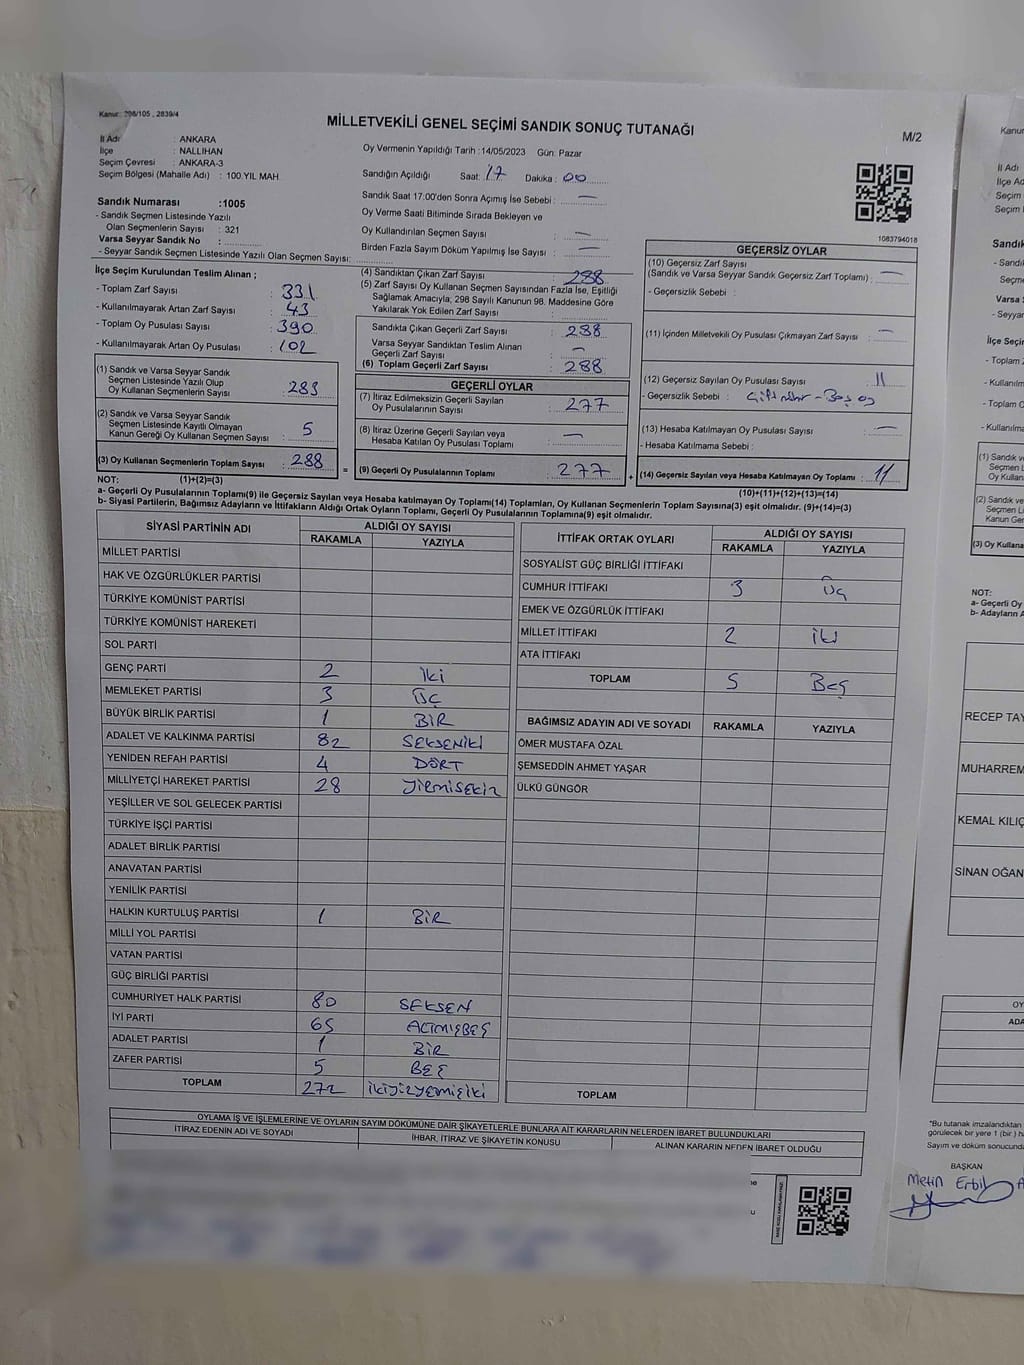 Kanun: 298/105 , 2839/4
MİLLETVEKİLİ GENEL SEÇİMİ SANDIK SONUÇ TUTANAĞI
M/2
İl Adı : ANKARA
İlçe : NALLIHAN
Seçim Çevresi : ANKARA-3
Seçim Bölgesi (Mahalle Adı) : 100.YIL MAH.
Oy Vermenin Yapıldığı Tarih : 14/05/2023 Gün: Pazar
Sandığın Açıldığı Saat: 17 Dakika : 00
Sandık Saat 17:00'den Sonra Açımış İse Sebebi : —
Oy Verme Saati Bitiminde Sırada Bekleyen ve
Oy Kullandırılan Seçmen Sayısı : —
Birden Fazla Sayım Döküm Yapılmış İse Sayısı : —
Sandık Numarası :1005
- Sandık Seçmen Listesinde Yazılı
Olan Seçmenlerin Sayısı : 321
Varsa Seyyar Sandık No :
- Seyyar Sandık Seçmen Listesinde Yazılı Olan Seçmen Sayısı:
1683794018
İlçe Seçim Kurulundan Teslim Alınan ;
- Toplam Zarf Sayısı : 331
- Kullanılmayarak Artan Zarf Sayısı : 43
- Toplam Oy Pusulası Sayısı : 390
- Kullanılmayarak Artan Oy Pusulası : 102
(1) Sandık ve Varsa Seyyar Sandık
Seçmen Listesinde Yazılı Olup
Oy Kullanan Seçmenlerin Sayısı : 283
(2) Sandık ve Varsa Seyyar Sandık
Seçmen Listesinde Kayıtlı Olmayan
Kanun Gereği Oy Kullanan Seçmen Sayısı : 5
(3) Oy Kullanan Seçmenlerin Toplam Sayısı : 288
(4) Sandıktan Çıkan Zarf Sayısı : 288
(5) Zarf Sayısı Oy Kullanan Seçmen Sayısından Fazla İse, Eşitliği
Sağlamak Amacıyla, 298 Sayılı Kanunun 98. Maddesine Göre
Yakılarak Yok Edilen Zarf Sayısı :
Sandıkta Çıkan Geçerli Zarf Sayısı : 288
Varsa Seyyar Sandıktan Teslim Alınan
Geçerli Zarf Sayısı : —
(6) Toplam Geçerli Zarf Sayısı : 288
GEÇERLİ OYLAR
(7) İtiraz Edilmeksizin Geçerli Sayılan
Oy Pusulalarının Sayısı : 277
(8) İtiraz Üzerine Geçerli Sayılan veya
Hesaba Katılan Oy Pusulası Toplamı : —
= (9) Geçerli Oy Pusulalarının Toplamı : 277 +
GEÇERSİZ OYLAR
(10) Geçersiz Zarf Sayısı
(Sandık ve Varsa Seyyar Sandık Geçersiz Zarf Toplamı) : —
- Geçersizlik Sebebi :
(11) İçinden Milletvekili Oy Pusulası Çıkmayan Zarf Sayısı : —
(12) Geçersiz Sayılan Oy Pusulası Sayısı : 11
- Geçersizlik Sebebi :
(13) Hesaba Katılmayan Oy Pusulası Sayısı : —
- Hesaba Katılmama Sebebi :
(14) Geçersiz Sayılan veya Hesaba Katılmayan Oy Toplamı : 11
NOT: (1)+(2)=(3)
(10)+(11)+(12)+(13)=(14)
a- Geçerli Oy Pusulalarının Toplamı(9) ile Geçersiz Sayılan veya Hesaba katılmayan Oy Toplamı(14) Toplamları, Oy Kullanan Seçmenlerin Toplam Sayısına(3) eşit olmalıdır. (9)+(14)=(3)
b- Siyasi Partilerin, Bağımsız Adayların ve İttifakların Aldığı Ortak Oyların Toplamı, Geçerli Oy Pusulalarının Toplamına(9) eşit olmalıdır.
SİYASİ PARTİNİN ADI ALDIĞI OY SAYISI
RAKAMLA YAZIYLA
MİLLET PARTİSİ
HAK VE ÖZGÜRLÜKLER PARTİSİ
TÜRKİYE KOMÜNİST PARTİSİ
TÜRKİYE KOMÜNİST HAREKETİ
SOL PARTİ
GENÇ PARTİ 2 İKİ
MEMLEKET PARTİSİ 3 ÜÇ
BÜYÜK BİRLİK PARTİSİ 1 BİR
ADALET VE KALKINMA PARTİSİ 82 SEKSENİKİ
YENİDEN REFAH PARTİSİ 4 DÖRT
MİLLİYETÇİ HAREKET PARTİSİ 28 yirmisekiz
YEŞİLLER VE SOL GELECEK PARTİSİ
TÜRKİYE İŞÇİ PARTİSİ
ADALET BİRLİK PARTİSİ
ANAVATAN PARTİSİ
YENİLİK PARTİSİ
HALKIN KURTULUŞ PARTİSİ 1 BİR
MİLLİ YOL PARTİSİ
VATAN PARTİSİ
GÜÇ BİRLİĞİ PARTİSİ
CUMHURİYET HALK PARTİSİ 80 SEKSEN
İYİ PARTİ 65 ALTMIŞBEŞ
ADALET PARTİSİ 1 BİR
ZAFER PARTİSİ 5 BEŞ
TOPLAM 272 ikiyüzyemişiki
İTTİFAK ORTAK OYLARI ALDIĞI OY SAYISI
RAKAMLA YAZIYLA
SOSYALİST GÜÇ BİRLİĞİ İTTİFAKI
CUMHUR İTTİFAKI 3 Üç
EMEK VE ÖZGÜRLÜK İTTİFAKI
MİLLET İTTİFAKI 2 İki
ATA İTTİFAKI
TOPLAM 5 Beş
BAĞIMSIZ ADAYIN ADI VE SOYADI RAKAMLA YAZIYLA
ÖMER MUSTAFA ÖZAL
ŞEMSEDDİN AHMET YAŞAR
ÜLKÜ GÜNGÖR
TOPLAM
OYLAMA İŞ VE İŞLEMLERİNE VE OYLARIN SAYIM DÖKÜMÜNE DAİR ŞİKAYETLERLE BUNLARA AİT KARARLARIN NELERDEN İBARET BULUNDUKLARI
İTİRAZ EDENİN ADI VE SOYADI İHBAR, İTİRAZ VE ŞİKAYETİN KONUSU ALINAN KARARIN NEDEN İBARET OLDUĞU
Kanun
İl Adı
İlçe Ad
Seçim
Seçim
Sandık
- Sandı
Seçme
Varsa S
- Seyyar
İlçe Seçi
- Toplam
- Kullanılma
- Toplam O
- Kullanılma
(1) Sandık v
Seçmen L
Oy Kullan
(2) Sandık ve
Seçmen
Kanun
(3) Oy Kullana
NOT:
a- Geçerli Oy
b- Adayların A
RECEP TAY
MUHARREM
KEMAL KILIÇ
SİNAN OĞAN
OY
ADA
"Bu tutanak imzalandıktan
görülecek bir yere 1 (bir) h
Sayım ve döküm sonucunda
BAŞKAN
Metin Erbil